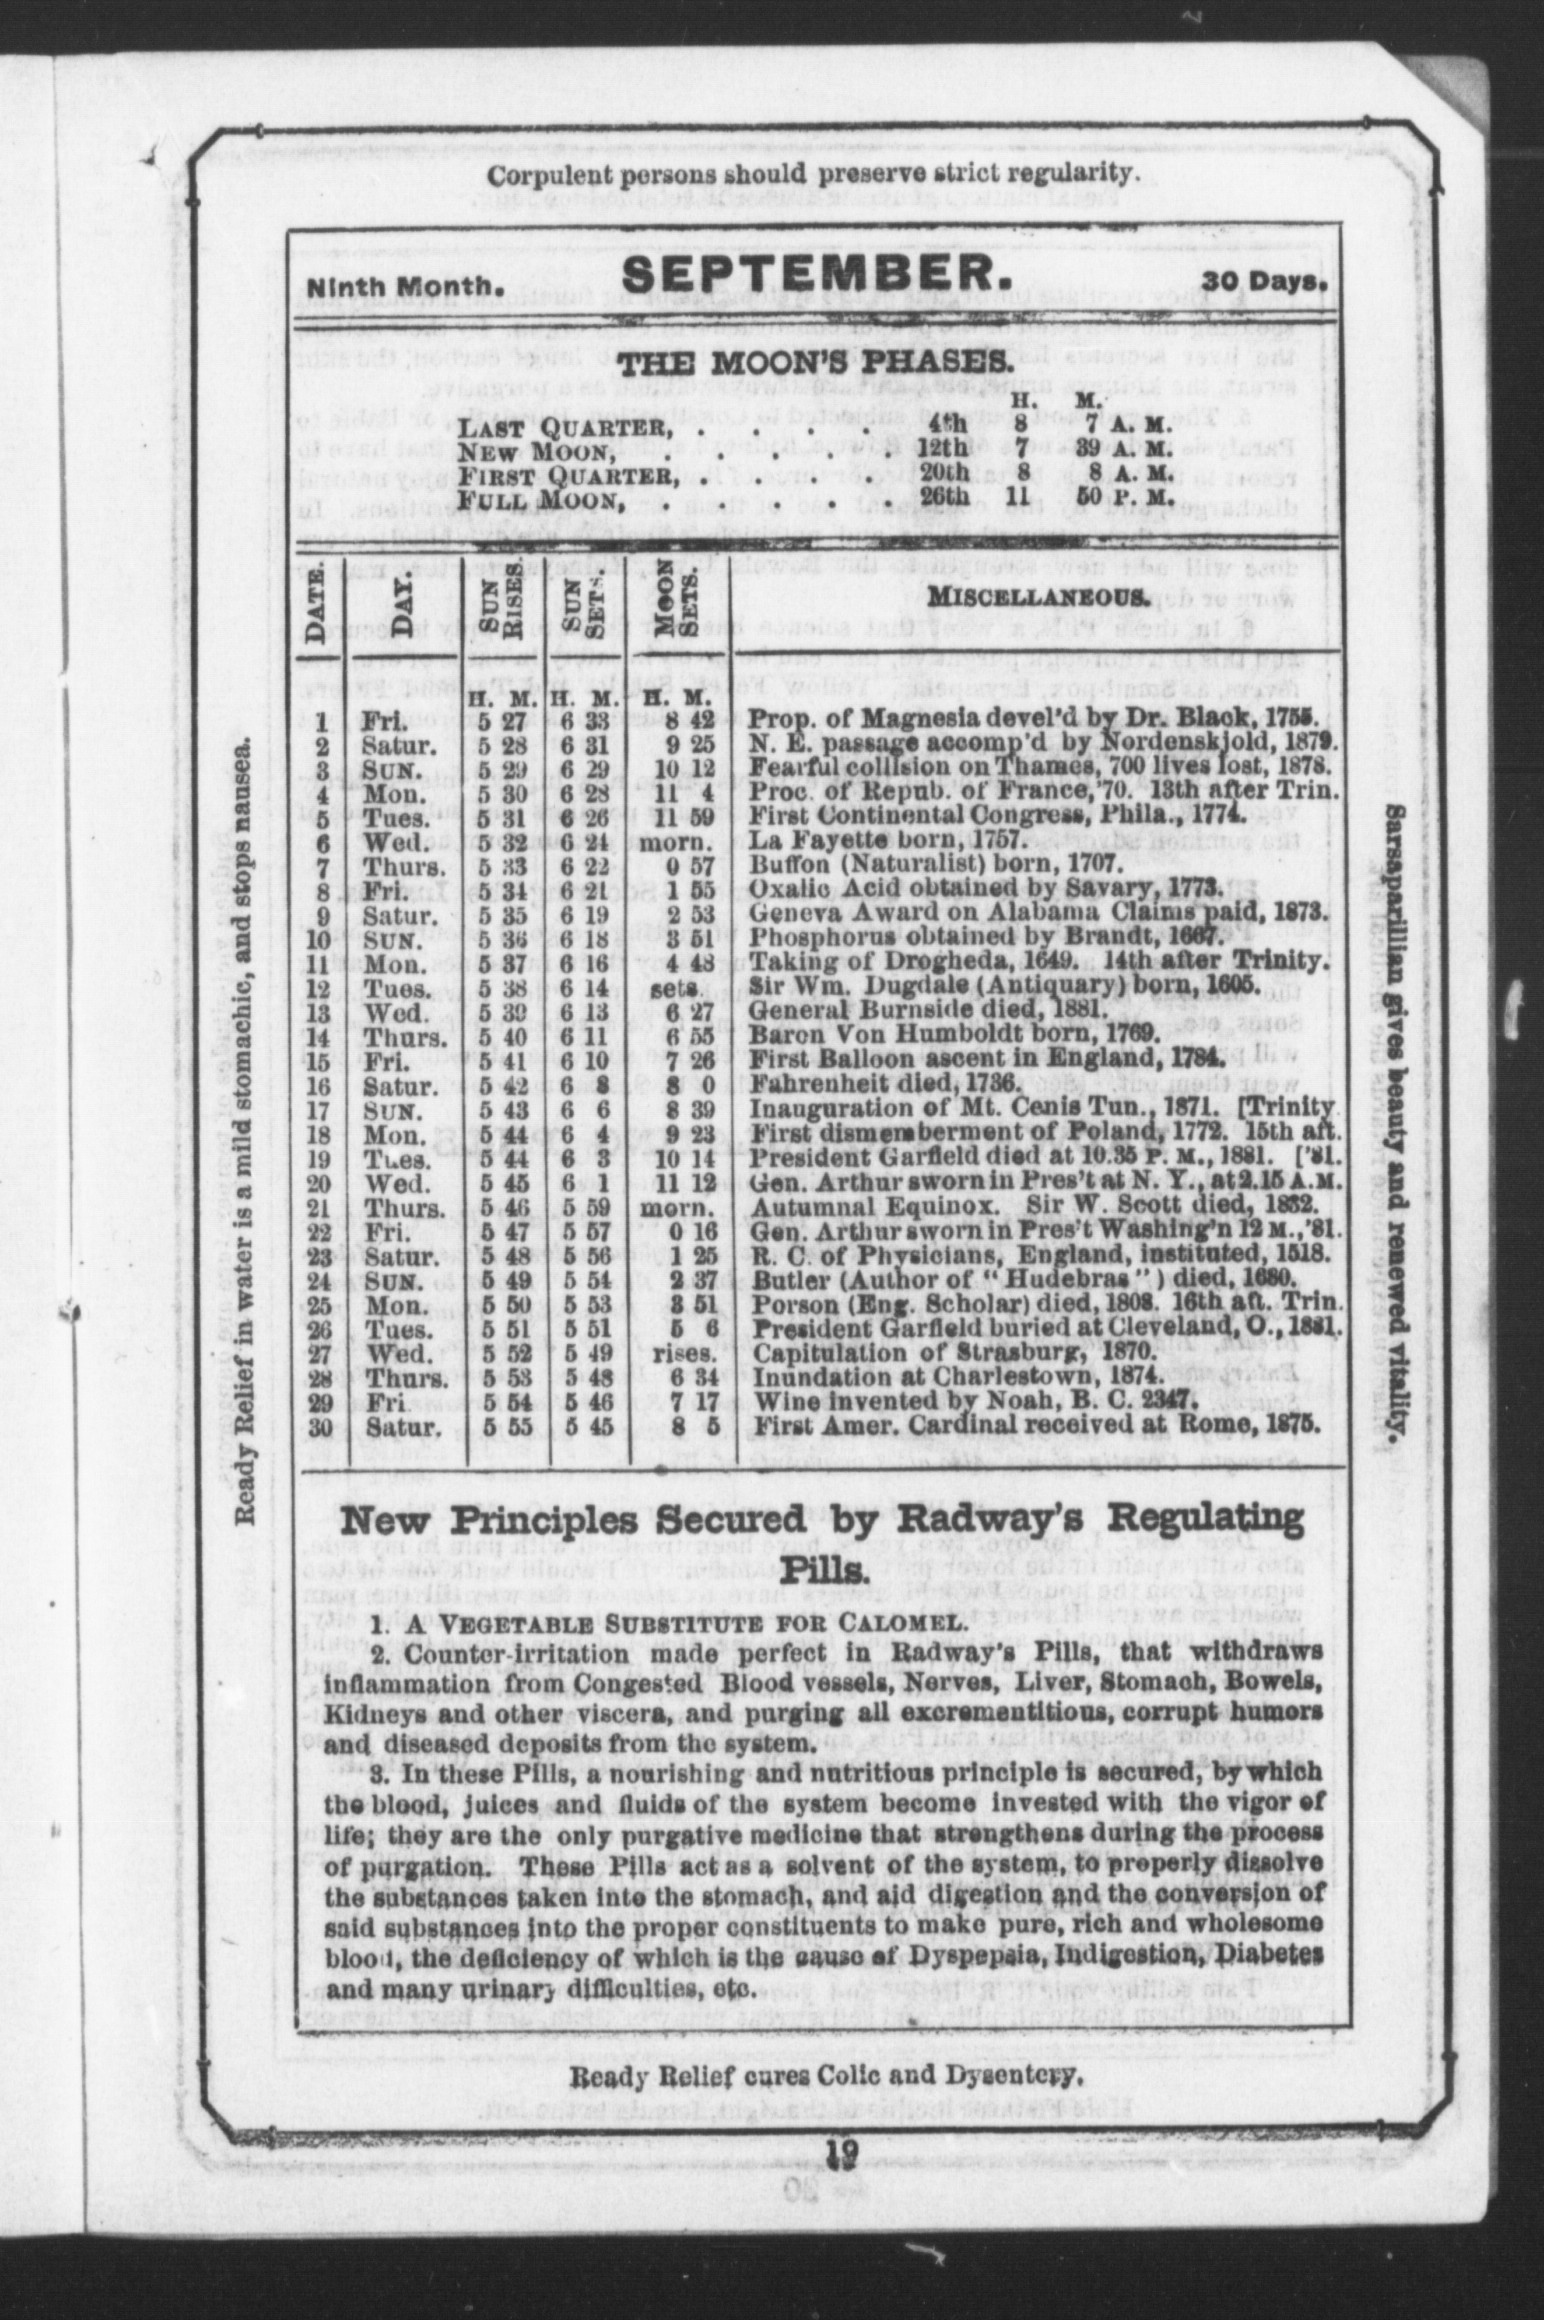 Corpulent persons should preserve strict regularity.
Ninth Month. SEPTEMBER. 30 Days.
THE MOON'S PHASES.
H. M.
LAST QUARTER, . . . . 4th 8 7 A. M.
NEW MOON, . . . . . 12th 7 39 A. M.
FIRST QUARTER, . . . . 20th 8 8 A. M.
FULL MOON, . . . . . 26th 11 50 P. M.
DATE. DAY. SUN RISES. SUN SETS. MOON SETS. MISCELLANEOUS.
H. M. H. M. H. M.
1 Fri. 5 27 6 33 8 42 Prop. of Magnesia devel'd by Dr. Black, 1755.
2 Satur. 5 28 6 31 9 25 N. E. passage accomp'd by Nordenskjold, 1879.
3 SUN. 5 29 6 29 10 12 Fearful collision on Thames, 700 lives lost, 1878.
4 Mon. 5 30 6 28 11 4 Proc. of Repub. of France, '70. 13th after Trin.
5 Tues. 5 31 6 26 11 59 First Continental Congress, Phila., 1774.
6 Wed. 5 32 6 24 morn. La Fayette born, 1757.
7 Thurs. 5 33 6 22 0 57 Buffon (Naturalist) born, 1707.
8 Fri. 5 34 6 21 1 55 Oxalic Acid obtained by Savary, 1773.
9 Satur. 5 35 6 19 2 53 Geneva Award on Alabama Claims paid, 1873.
10 SUN. 5 36 6 18 3 51 Phosphorus obtained by Brandt, 1667.
11 Mon. 5 37 6 16 4 48 Taking of Drogheda, 1649. 14th after Trinity.
12 Tues. 5 38 6 14 sets. Sir Wm. Dugdale (Antiquary) born, 1605.
13 Wed. 5 39 6 13 6 27 General Burnside died, 1881.
14 Thurs. 5 40 6 11 6 55 Baron Von Humboldt born, 1769.
15 Fri. 5 41 6 10 7 26 First Balloon ascent in England, 1784.
16 Satur. 5 42 6 8 8 0 Fahrenheit died, 1736.
17 SUN. 5 43 6 6 8 39 Inauguration of Mt. Cenis Tun., 1871. [Trinity
18 Mon. 5 44 6 4 9 23 First dismemberment of Poland, 1772. 15th aft.
19 Tues. 5 44 6 3 10 14 President Garfield died at 10.35 P. M., 1881. ['81.
20 Wed. 5 45 6 1 11 12 Gen. Arthur sworn in Pres't at N. Y., at 2.15 A.M.
21 Thurs. 5 46 5 59 morn. Autumnal Equinox. Sir W. Scott died, 1832.
22 Fri. 5 47 5 57 0 16 Gen. Arthur sworn in Pres't Washing'n 12 M., '81.
23 Satur. 5 48 5 56 1 25 R. C. of Physicians, England, instituted, 1518.
24 SUN. 5 49 5 54 2 37 Butler (Author of "Hudebras") died, 1680.
25 Mon. 5 50 5 53 3 51 Porson (Eng. Scholar) died, 1808. 16th aft. Trin.
26 Tues. 5 51 5 51 5 6 President Garfield buried at Cleveland, O., 1881.
27 Wed. 5 52 5 49 rises. Capitulation of Strasburg, 1870.
28 Thurs. 5 53 5 48 6 34 Inundation at Charlestown, 1874.
29 Fri 5 54 5 46 7 17 Wine invented by Noah, B. C. 2347.
30 Satur. 5 55 5 45 8 5 First Amer. Cardinal received at Rome, 1875.
New Principles Secured by Radway's Regulating
Pills.
1. A VEGETABLE SUBSTITUTE FOR CALOMEL.
2. Counter-irritation made perfect in Radway's Pills, that withdraws
inflammation from Congested Blood vessels, Nerves, Liver, Stomach, Bowels,
Kidneys and other viscera, and purging all excrementitious, corrupt humors
and diseased deposits from the system.
3. In these Pills, a nourishing and nutritious principle is secured, by which
the blood, juices and fluids of the system become invested with the vigor of
life; they are the only purgative medicine that strengthens during the process
of purgation. These Pills act as a solvent of the system, to properly dissolve
the substances taken into the stomach, and aid digestion and the conversion of
said substances into the proper constituents to make pure, rich and wholesome
blood, the deficiency of which is the cause of Dyspepsia, Indigestion, Diabetes
and many urinary difficulties, etc.
Ready Relief cures Colic and Dysentery.
19
Ready Relief in water is a mild stomachic, and stops nausea.
Sarsaparillian gives beauty and renewed vitality.